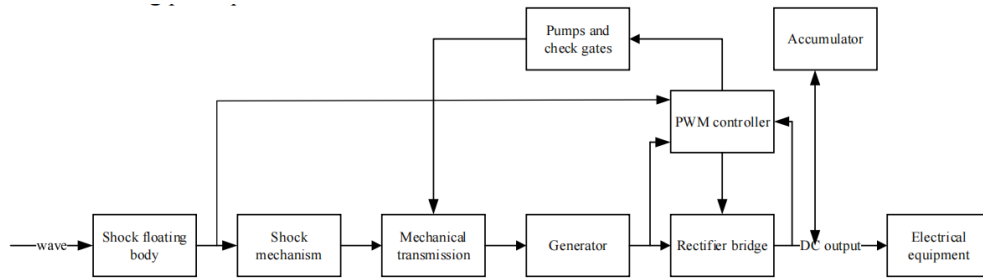 Pumps and
check gates
Accumulator
PWM controller
wave
Shock floating
body
Shock
mechanism
Mechanical
transmission
Generator
Rectifier bridge
DC output
Electrical
equipment